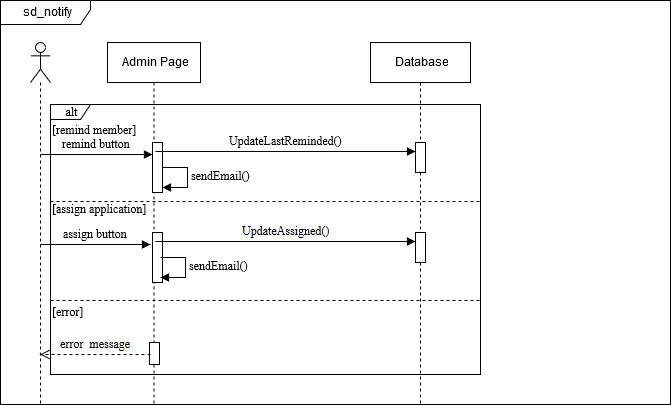 sd_notify
Admin Page
Database
alt
[remind member]
remind button
UpdateLastReminded()
sendEmail()
[assign application]
assign button
UpdateAssigned()
sendEmail()
[error]
error message